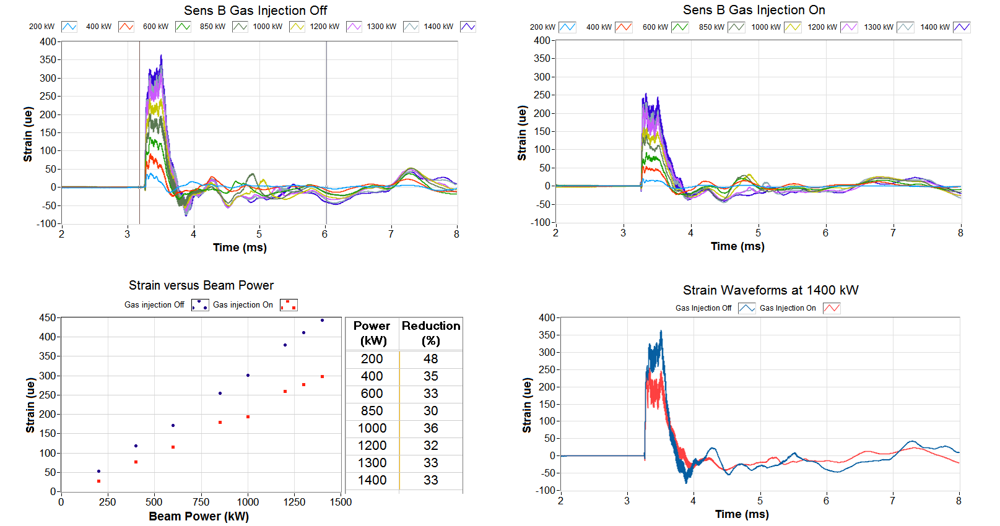 Sens B Gas Injection Off
200 kW 400 kW 600 kW 850 kW 1000 kW 1200 kW 1300 kW 1400 kW
400
350
300
250
200
150
100
50
0
-50
-100
Strain (ue)
2 3 4 5 6 7 8
Time (ms)
Sens B Gas Injection On
200 kW 400 kW 600 kW 850 kW 1000 kW 1200 kW 1300 kW 1400 kW
400
350
300
250
200
150
100
50
0
-50
-100
Strain (ue)
2 3 4 5 6 7 8
Time (ms)
Strain versus Beam Power
Gas injection Off Gas injection On
450
400
350
300
250
200
150
100
50
0
Strain (ue)
0 250 500 750 1000 1250 1500
Beam Power (kW)
Power Reduction
(kW) (%)
200 48
400 35
600 33
850 30
1000 36
1200 32
1300 33
1400 33
Strain Waveforms at 1400 kW
Gas Injection Off Gas Injection On
400
350
300
250
200
150
100
50
0
-50
-100
Strain (ue)
2 3 4 5 6 7 8
Time (ms)